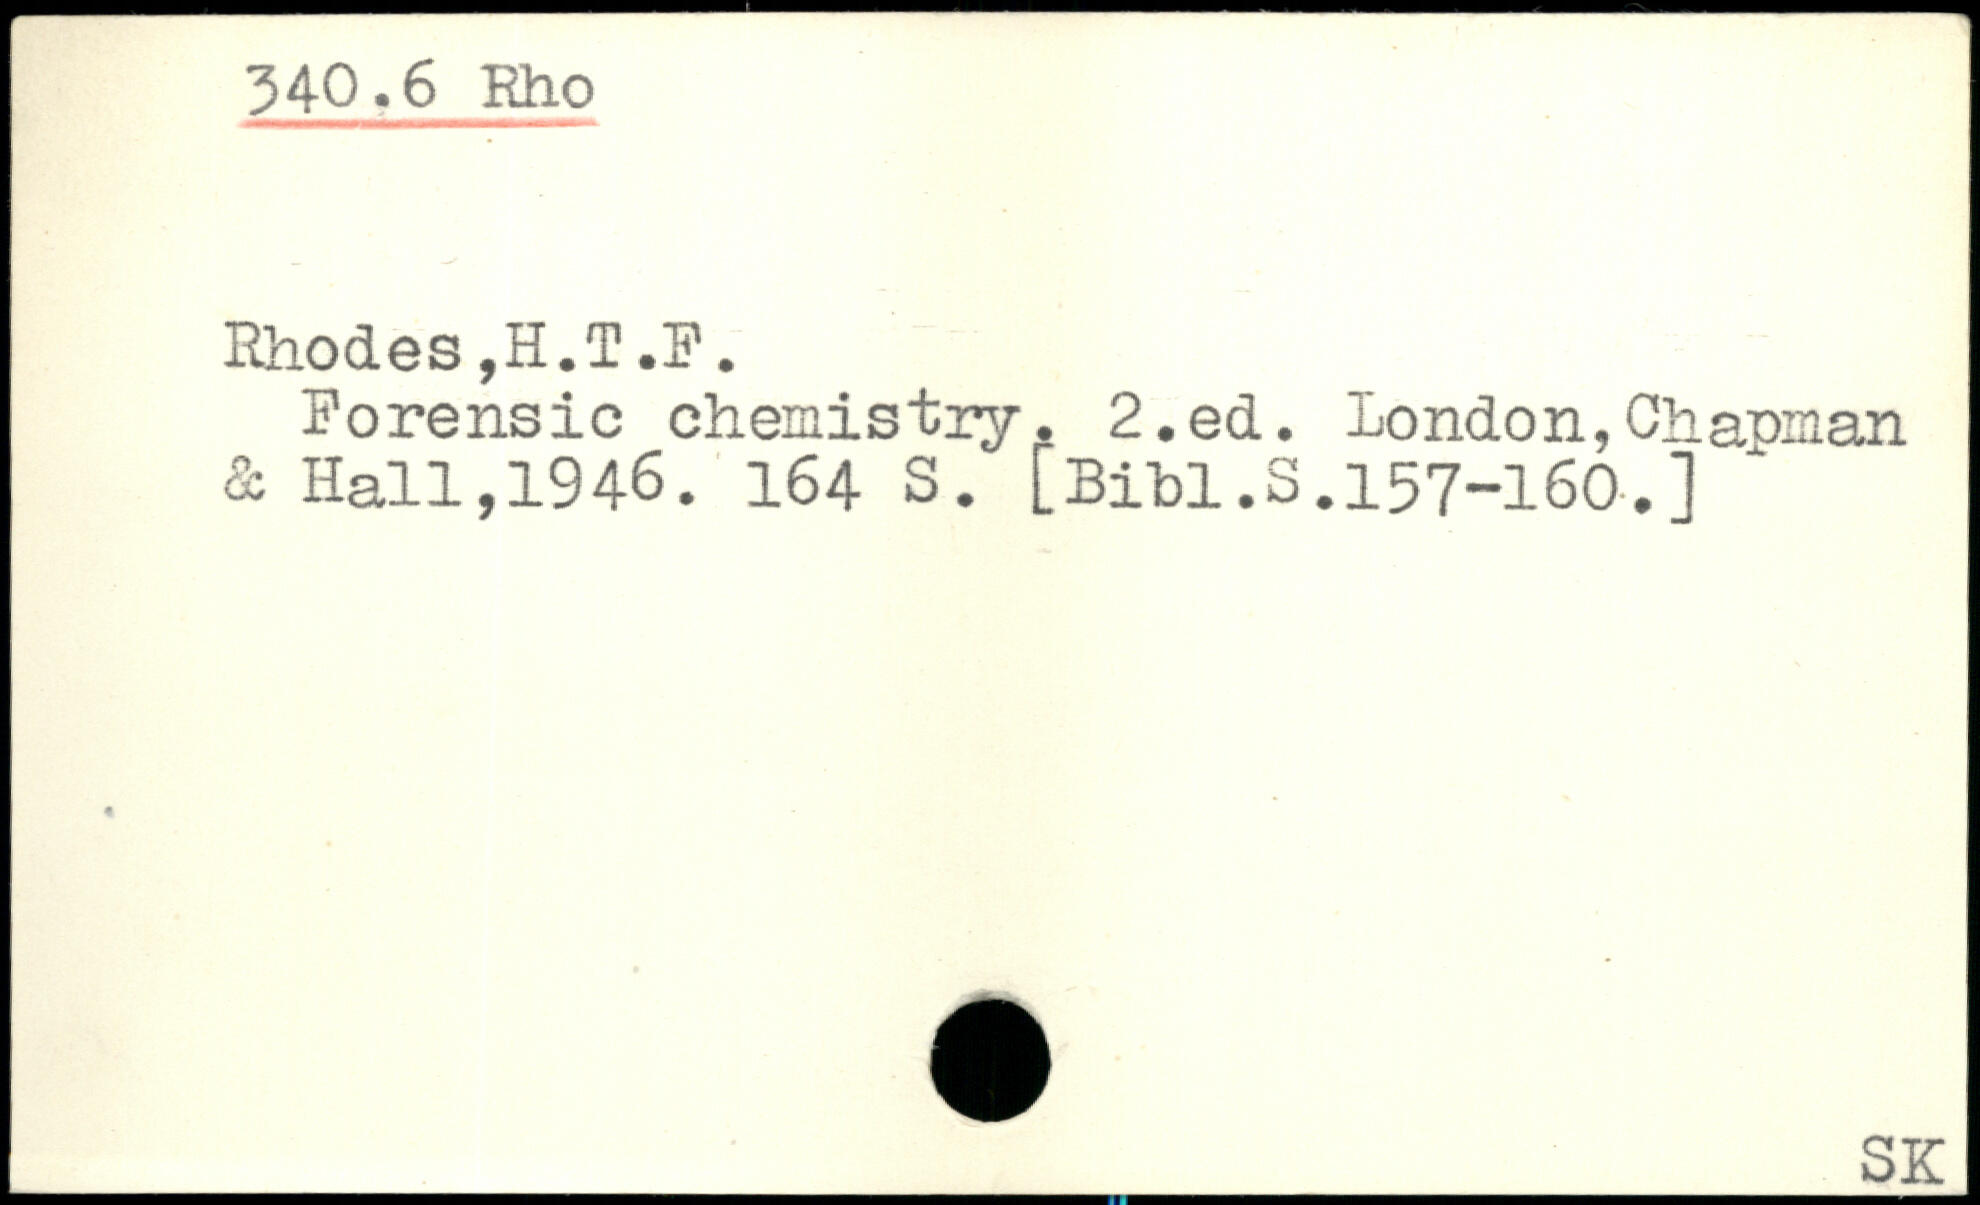 340.6 Rho
Rhodes,H.T.F.
Forensic chemistry. 2.ed. London,Chapman
& Hall,1946. 164 S. [Bibl.S.157-160.]
SK